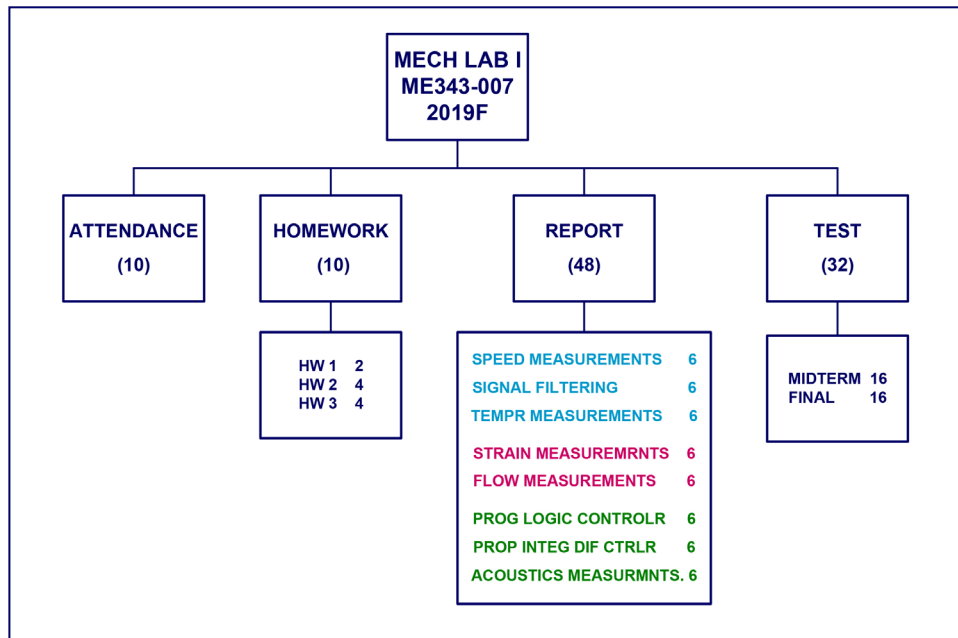 MECH LAB I
ME343-007
2019F
ATTENDANCE
(10)
HOMEWORK
(10)
REPORT
(48)
TEST
(32)
HW 1 2
HW 2 4
HW 3 4
SPEED MEASUREMENTS 6
SIGNAL FILTERING 6
TEMPR MEASUREMENTS 6
STRAIN MEASUREMRNTS 6
FLOW MEASUREMENTS 6
PROG LOGIC CONTROLR 6
PROP INTEG DIF CTRLR 6
ACOUSTICS MEASURMNTS. 6
MIDTERM 16
FINAL 16